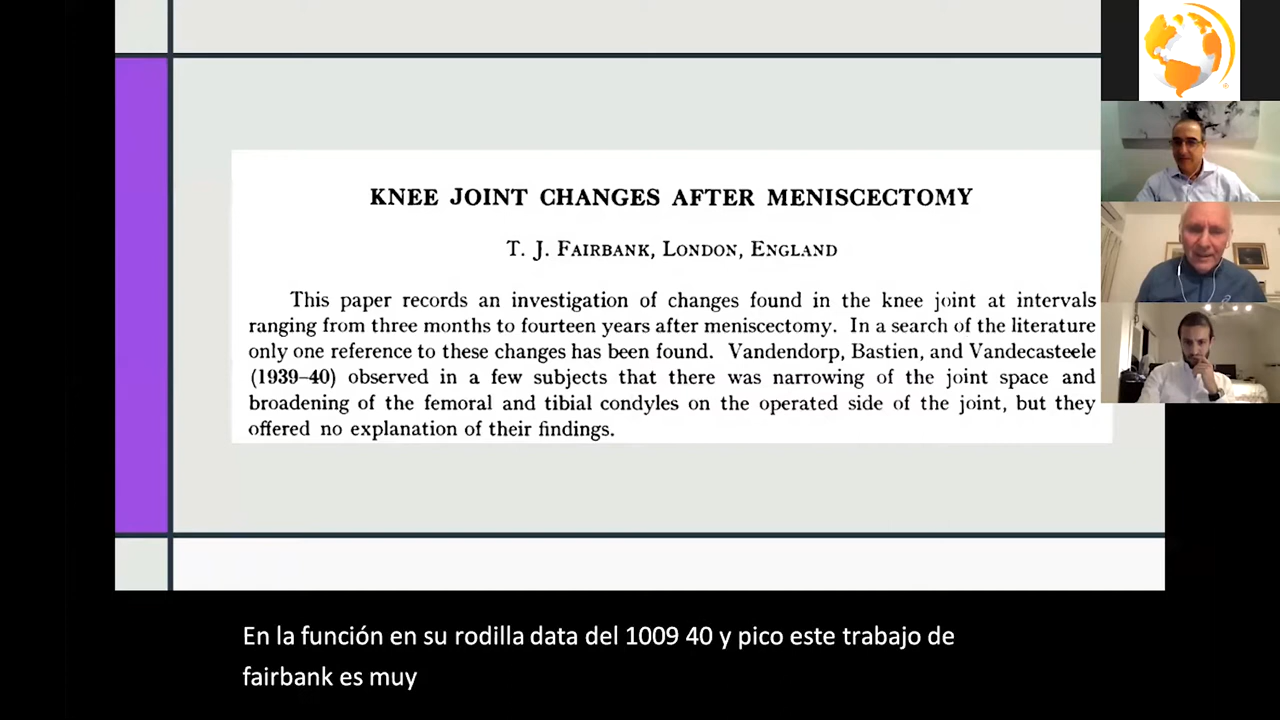 KNEE JOINT CHANGES AFTER MENISCECTOMY
T. J. FAIRBANK, LONDON, ENGLAND
This paper records an investigation of changes found in the knee joint at intervals
ranging from three months to fourteen years after meniscectomy. In a search of the literature
only one reference to these changes has been found. Vandendorp, Bastien, and Vandecasteele
(1939–40) observed in a few subjects that there was narrowing of the joint space and
broadening of the femoral and tibial condyles on the operated side of the joint, but they
offered no explanation of their findings.
En la función en su rodilla data del 1009 40 y pico este trabajo de
fairbank es muy